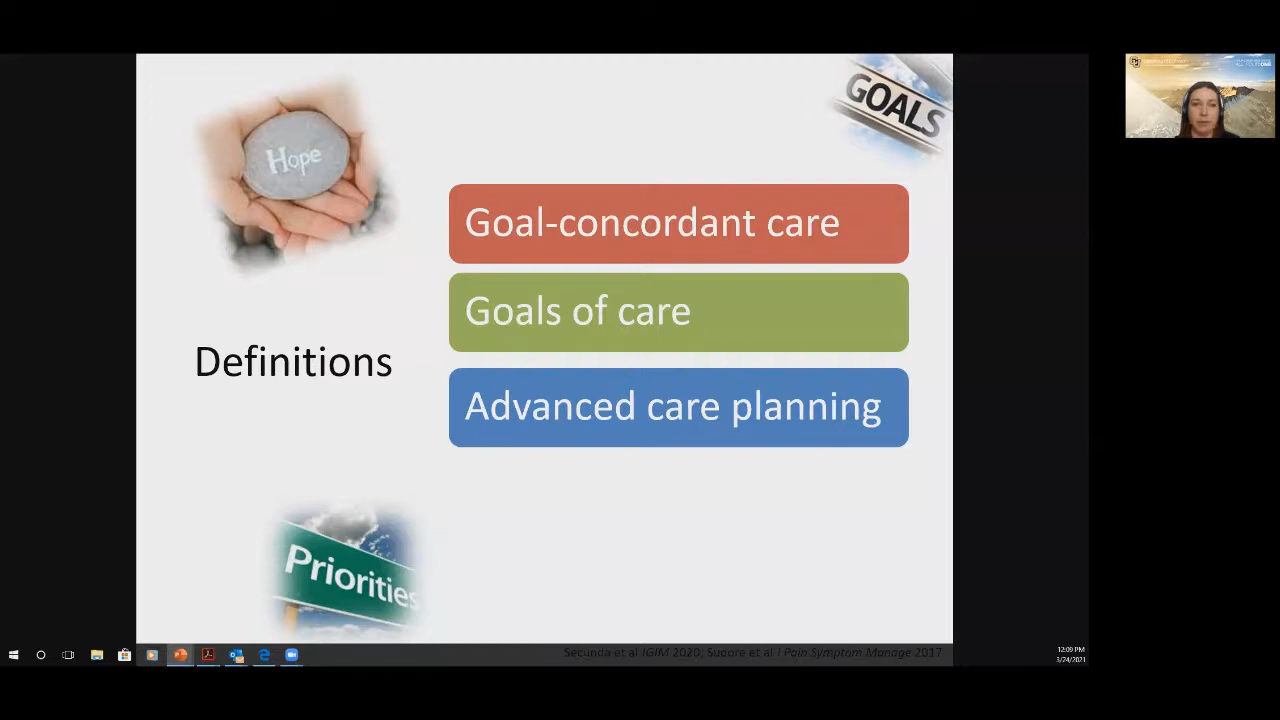 GOALS
Hope
Goal-concordant care
Goals of care
Definitions
Advanced care planning
Priorities
Secunda et al JGIM 2020; Sudore et al J Pain Symptom Manage 2017
12:09 PM
3/24/2021